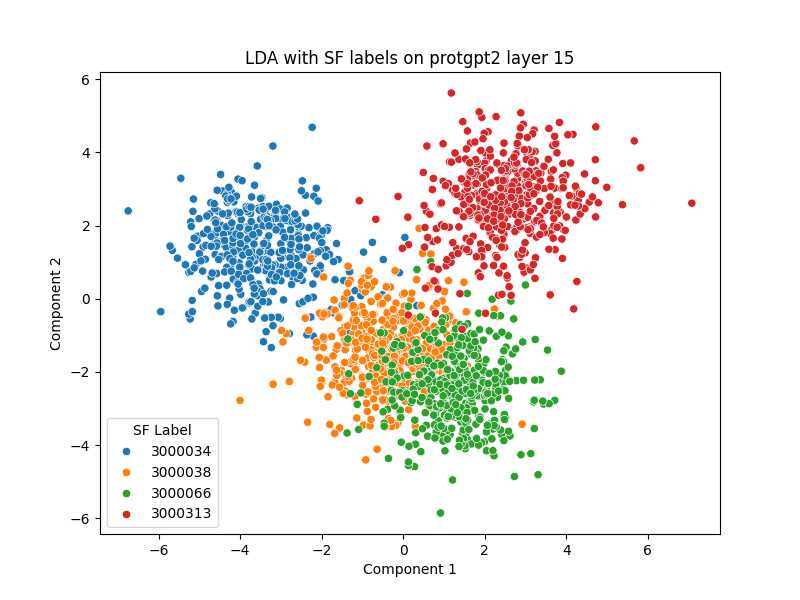 LDA with SF labels on protgpt2 layer 15
6
4
2
0
−2
−4
−6
Component 2
SF Label
3000034
3000038
3000066
3000313
−6 −4 −2 0 2 4 6
Component 1